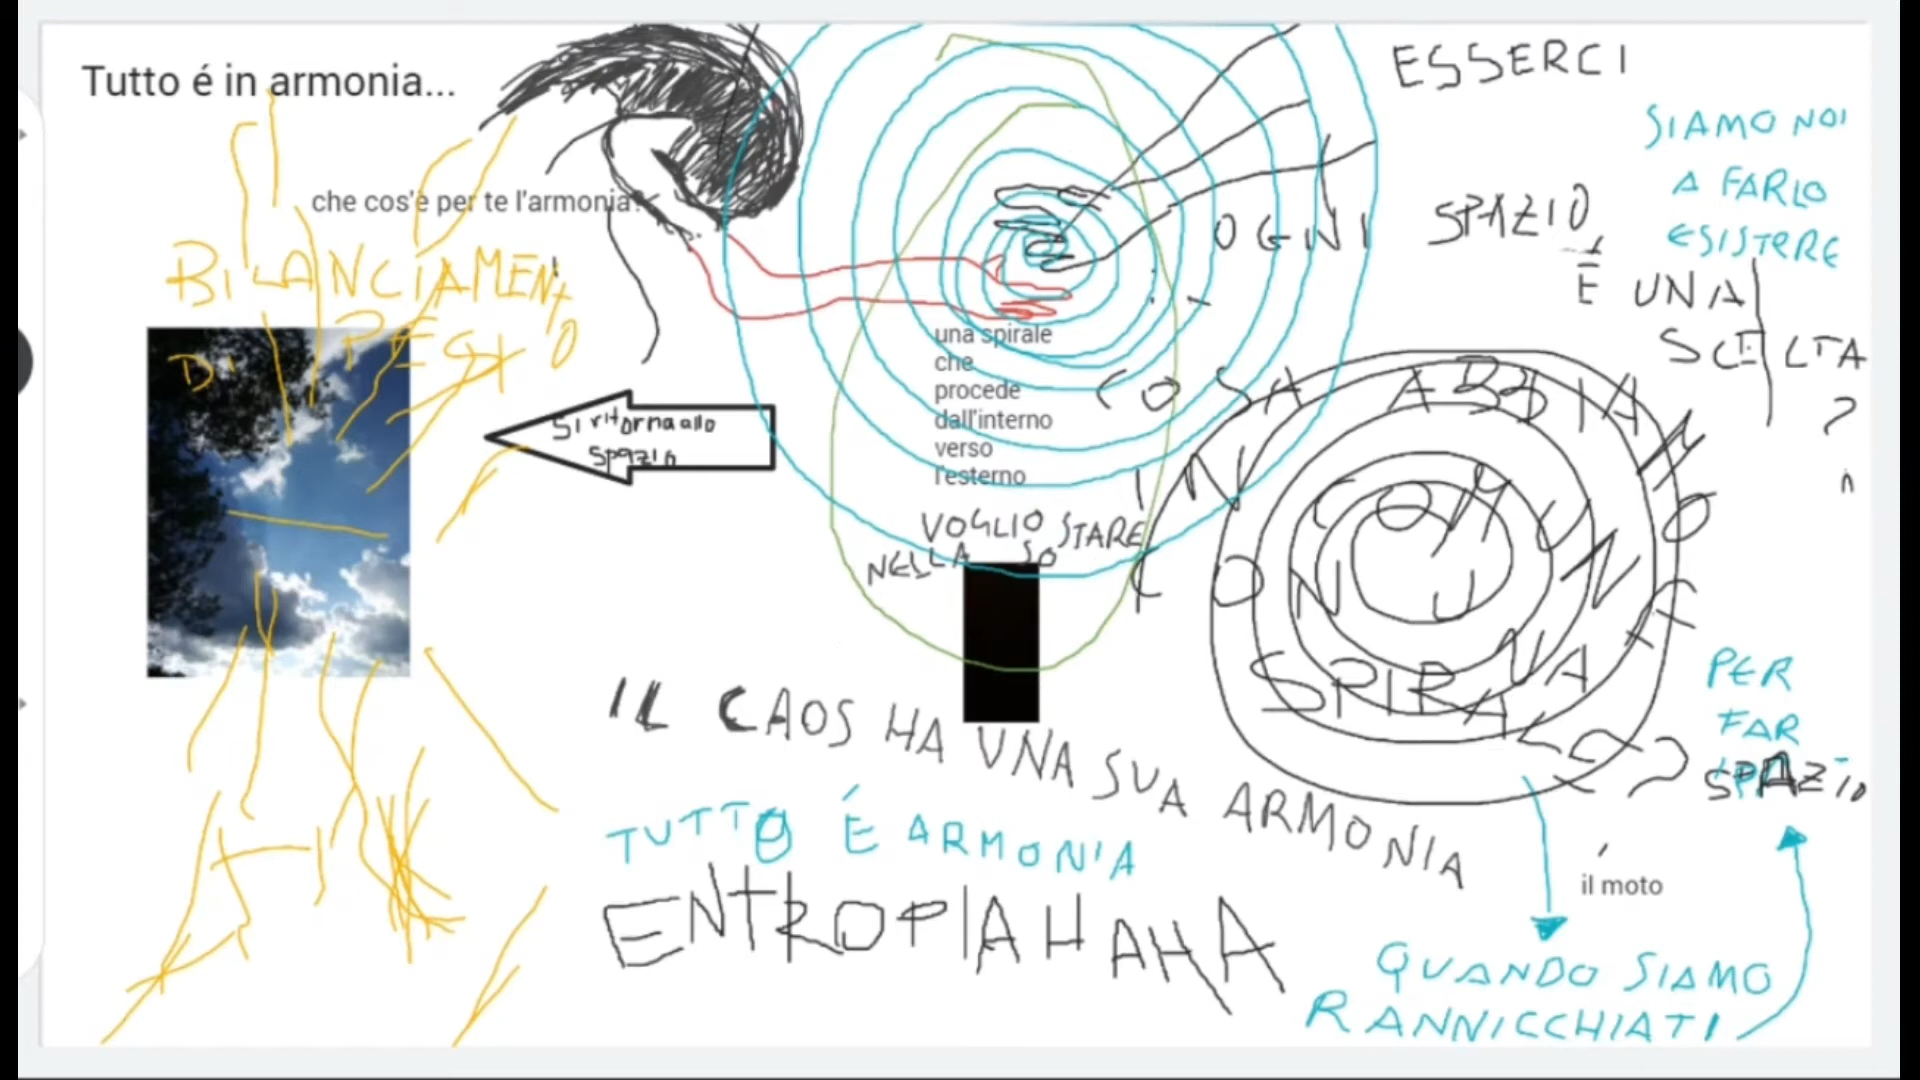 Tutto é in armonia...
che cos'è per te l'armonia?
BILANCIAMENTO
DI PESI
Si ritorna allo
spazio
una spirale
che
procede
dall'interno
verso
l'esterno
VOGLIO STARE
NELLA SO
ESSERCI
OGNI SPAZIO
È UNA
SCELTA
?
SIAMO NOI
A FARLO
ESISTERE
COSA ABBIAMO
IN COMUNE
CON UNA
SPIRALE?
IL CAOS HA UNA SUA ARMONIA
TUTTO É ARMONIA
ENTROPIAHAHA
il moto
PER
FAR
SPAZIO
QUANDO SIAMO
RANNICCHIATI